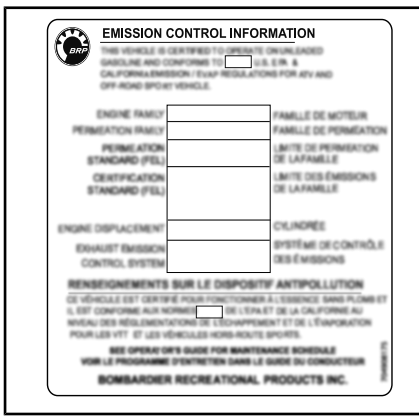 EMISSION CONTROL INFORMATION
BRP
THIS VEHICLE IS CERTIFIED TO OPERATE ON UNLEADED
GASOLINE AND CONFORMS TO U.S. EPA &
CALIFORNIA EMISSION / EVAP REGULATIONS FOR ATV AND
OFF-ROAD SPORT VEHICLE.
ENGINE FAMILY FAMILLE DE MOTEUR
PERMEATION FAMILY FAMILLE DE PERMÉATION
PERMEATION LIMITE DE PERMEATION
STANDARD (FEL) DE LA FAMILLE
CERTIFICATION LIMITE DES ÉMISSIONS
STANDARD (FEL) DE LA FAMILLE
ENGINE DISPLACEMENT CYLINDRÉE
EXHAUST EMISSION SYSTÈME DE CONTRÔLE
CONTROL SYSTEM DES ÉMISSIONS
RENSEIGNEMENTS SUR LE DISPOSITIF ANTIPOLLUTION
CE VÉHICULE EST CERTIFIÉ POUR FONCTIONNER À L'ESSENCE SANS PLOMB ET
IL EST CONFORME AUX NORMES DE L'EPA ET DE LA CALIFORNIE AU
NIVEAU DES RÉGLEMENTATIONS DE L'ÉCHAPPEMENT ET DE L'ÉVAPORATION
POUR LES VTT ET LES VÉHICULES HORS-ROUTE SPORTS.
SEE OPERATOR'S GUIDE FOR MAINTENANCE SCHEDULE
VOIR LE PROGRAMME D'ENTRETIEN DANS LE GUIDE DU CONDUCTEUR
BOMBARDIER RECREATIONAL PRODUCTS INC.